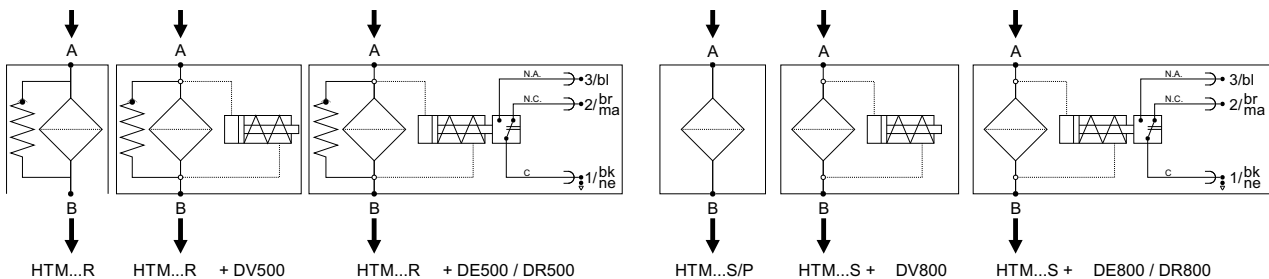 A A A A A A
N.A. 3/bl N.A. 3/bl
N.C. 2/ br ma N.C. 2/ br ma
C 1/ bk ne C 1/ bk ne
B B B B B B
HTM...R HTM...R + DV500 HTM...R + DE500 / DR500 HTM...S/P HTM...S + DV800 HTM...S + DE800 / DR800